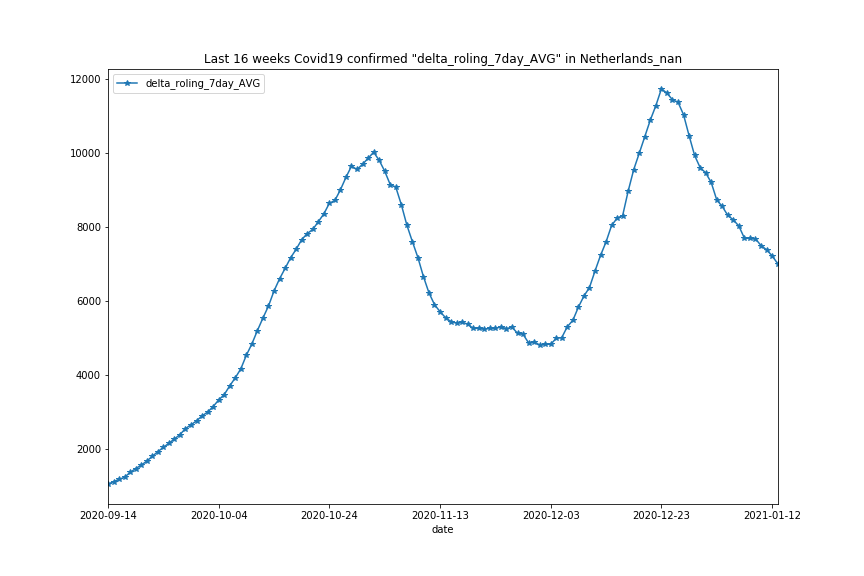 Last 16 weeks Covid19 confirmed "delta_roling_7day_AVG" in Netherlands_nan
delta_roling_7day_AVG
12000
10000
8000
6000
4000
2000
2020-09-14 2020-10-04 2020-10-24 2020-11-13 2020-12-03 2020-12-23 2021-01-12
date